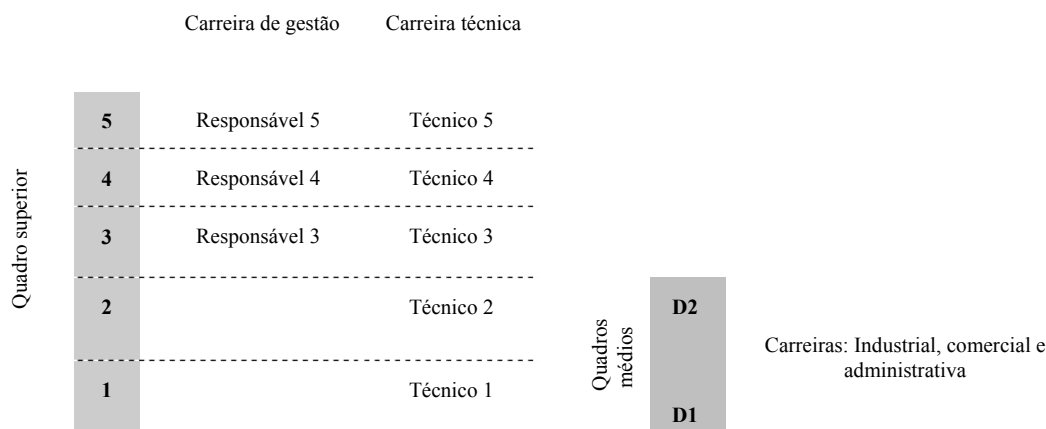 Carreira de gestão Carreira técnica
Quadro superior
5 Responsável 5 Técnico 5
4 Responsável 4 Técnico 4
3 Responsável 3 Técnico 3
2 Técnico 2
1 Técnico 1
Quadros
médios
D2
Carreiras: Industrial, comercial e
administrativa
D1